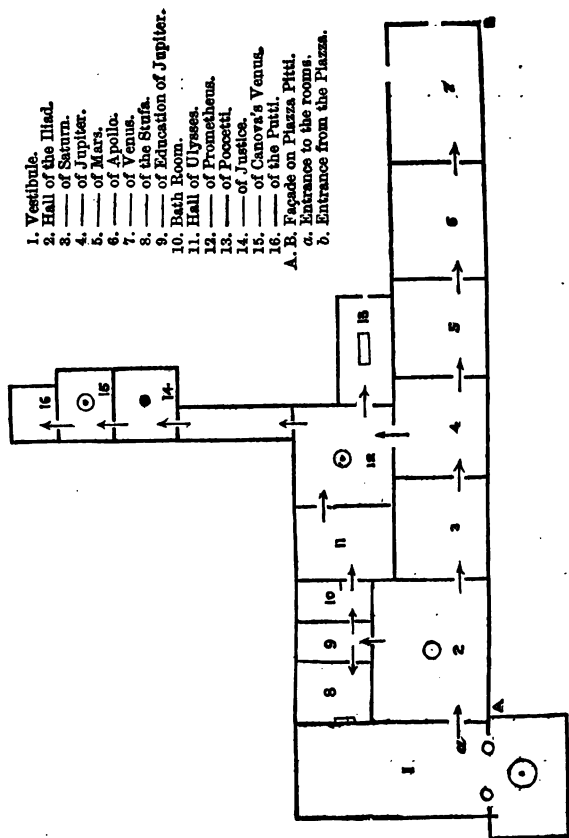 1. Vestibule.
2. Hall of the Iliad.
3. —— of Saturn.
4. —— of Jupiter.
5. —— of Mars.
6. —— of Apollo.
7. —— of Venus.
8. —— of the Stufa.
9. —— of Education of Jupiter.
10. Bath Room.
11. Hall of Ulysses.
12. —— of Prometheus.
13. —— of Poccetti.
14. —— of Justice.
15. —— of Canova's Venus.
16. —— of the Putti.
A. B. Façade on Piazza Pitti.
a. Entrance to the rooms.
b. Entrance from the Piazza.
16
15
14
13
12
11
10
9
8
7
6
5
4
3
2
1
a
A